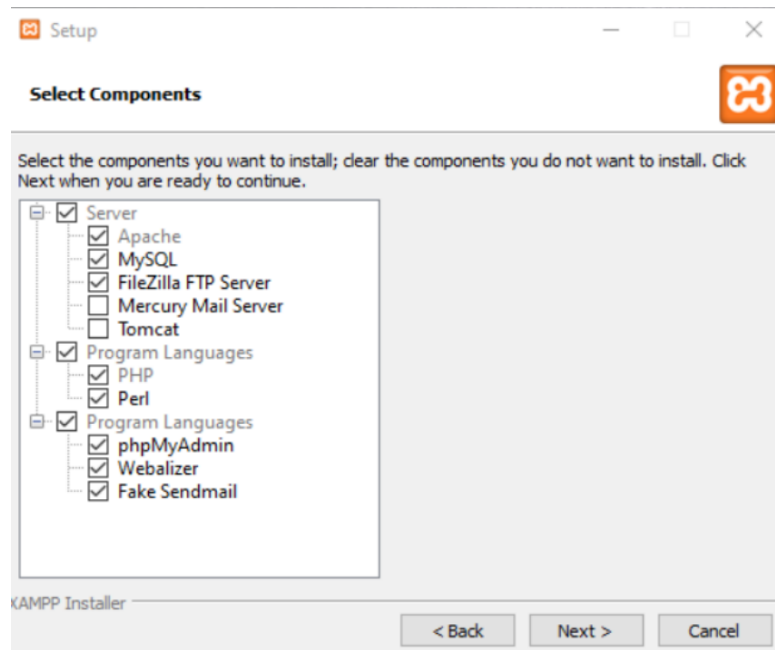 Setup
Select Components
Select the components you want to install; clear the components you do not want to install. Click
Next when you are ready to continue.
Server
Apache
MySQL
FileZilla FTP Server
Mercury Mail Server
Tomcat
Program Languages
PHP
Perl
Program Languages
phpMyAdmin
Webalizer
Fake Sendmail
XAMPP Installer
< Back Next > Cancel